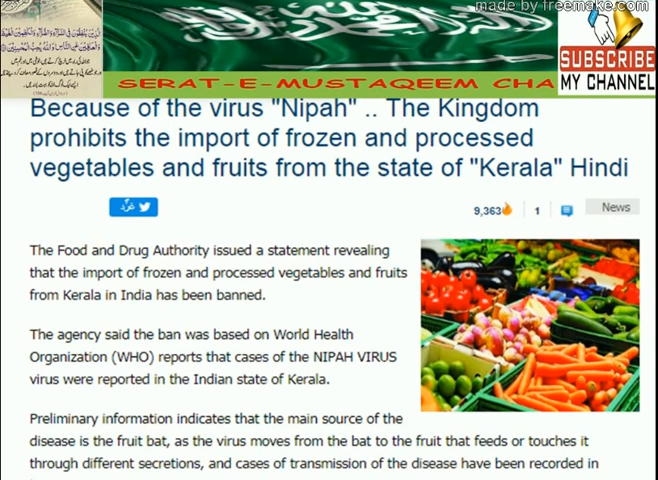 made by freemake.com
SERAT-E-MUSTAQEEM CHA
SUBSCRIBE
MY CHANNEL
Because of the virus "Nipah" .. The Kingdom
prohibits the import of frozen and processed
vegetables and fruits from the state of "Kerala" Hindi
غرّد
9,363
1
News
The Food and Drug Authority issued a statement revealing
that the import of frozen and processed vegetables and fruits
from Kerala in India has been banned.
The agency said the ban was based on World Health
Organization (WHO) reports that cases of the NIPAH VIRUS
virus were reported in the Indian state of Kerala.
Preliminary information indicates that the main source of the
disease is the fruit bat, as the virus moves from the bat to the fruit that feeds or touches it
through different secretions, and cases of transmission of the disease have been recorded in